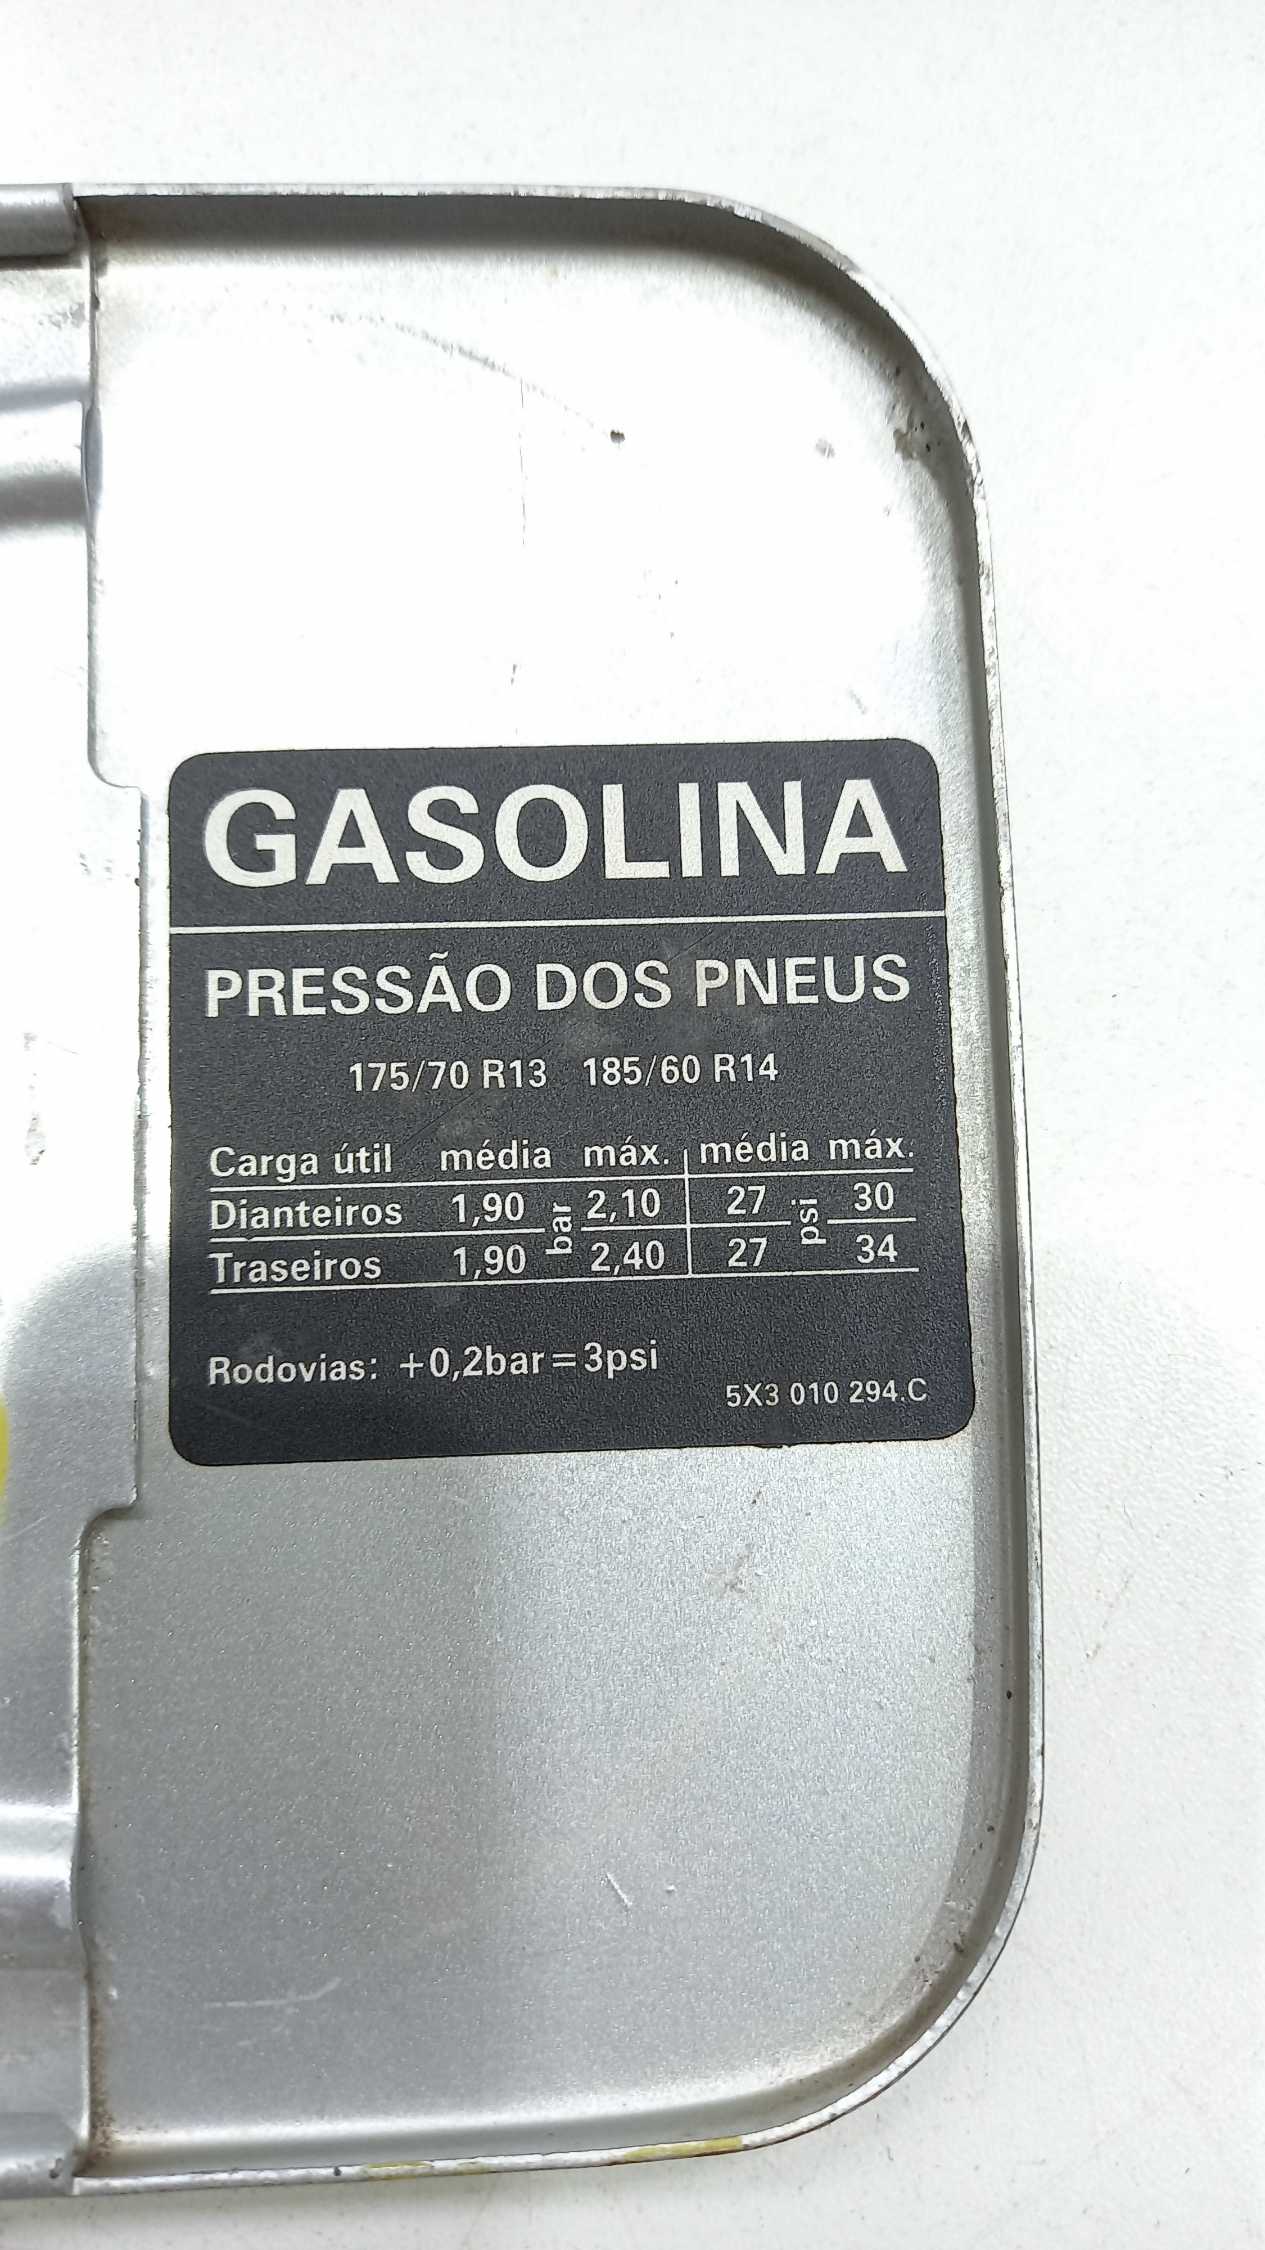 GASOLINA
PRESSÃO DOS PNEUS
175/70 R13 185/60 R14
Carga útil média máx. média máx.
Dianteiros 1,90 bar 2,10 27 psi 30
Traseiros 1,90 2,40 27 34
Rodovias: +0,2bar=3psi
5X3 010 294.C